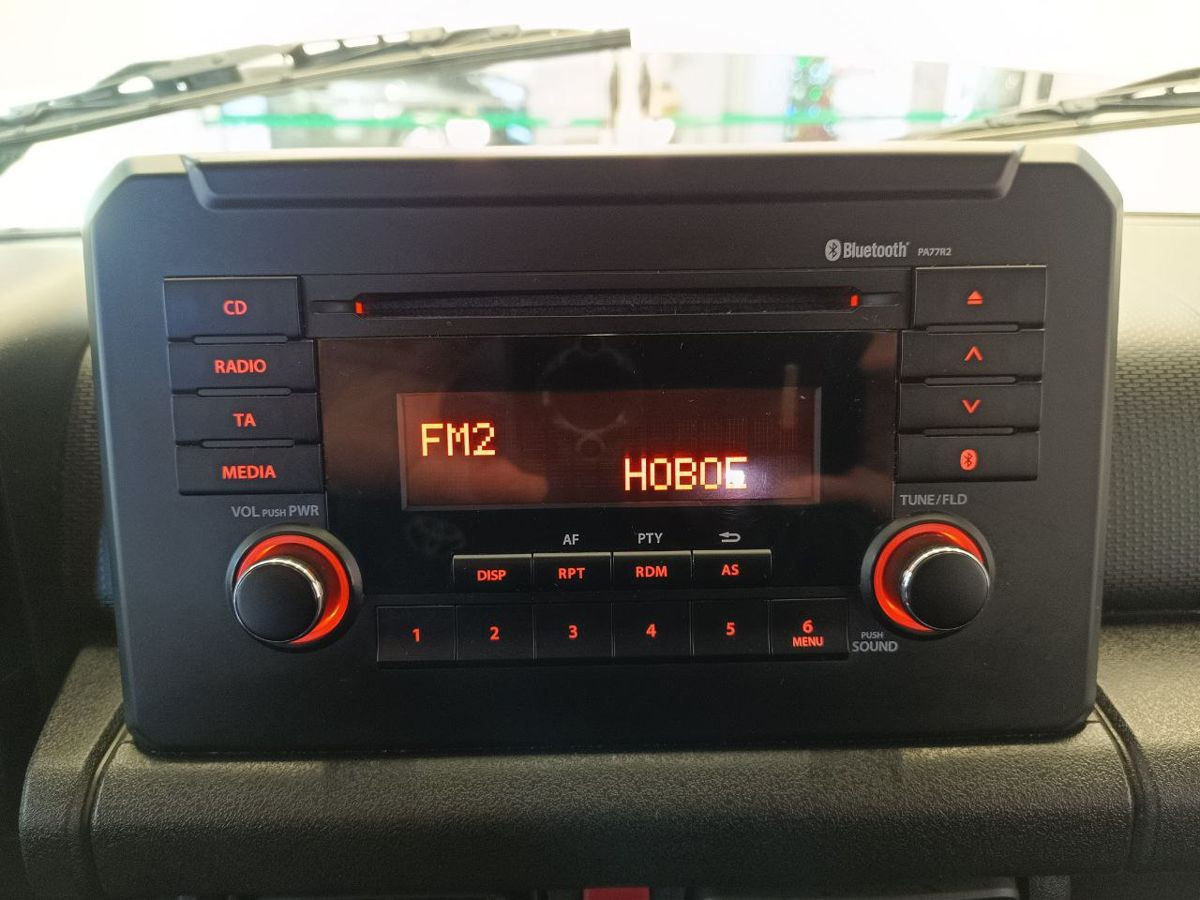 Bluetooth® PA77R2
CD
RADIO
TA
MEDIA
VOL PUSH PWR
FM2
НОВОЕ
TUNE/FLD
AF PTY
DISP RPT RDM AS
1 2 3 4 5 6
MENU
PUSH
SOUND